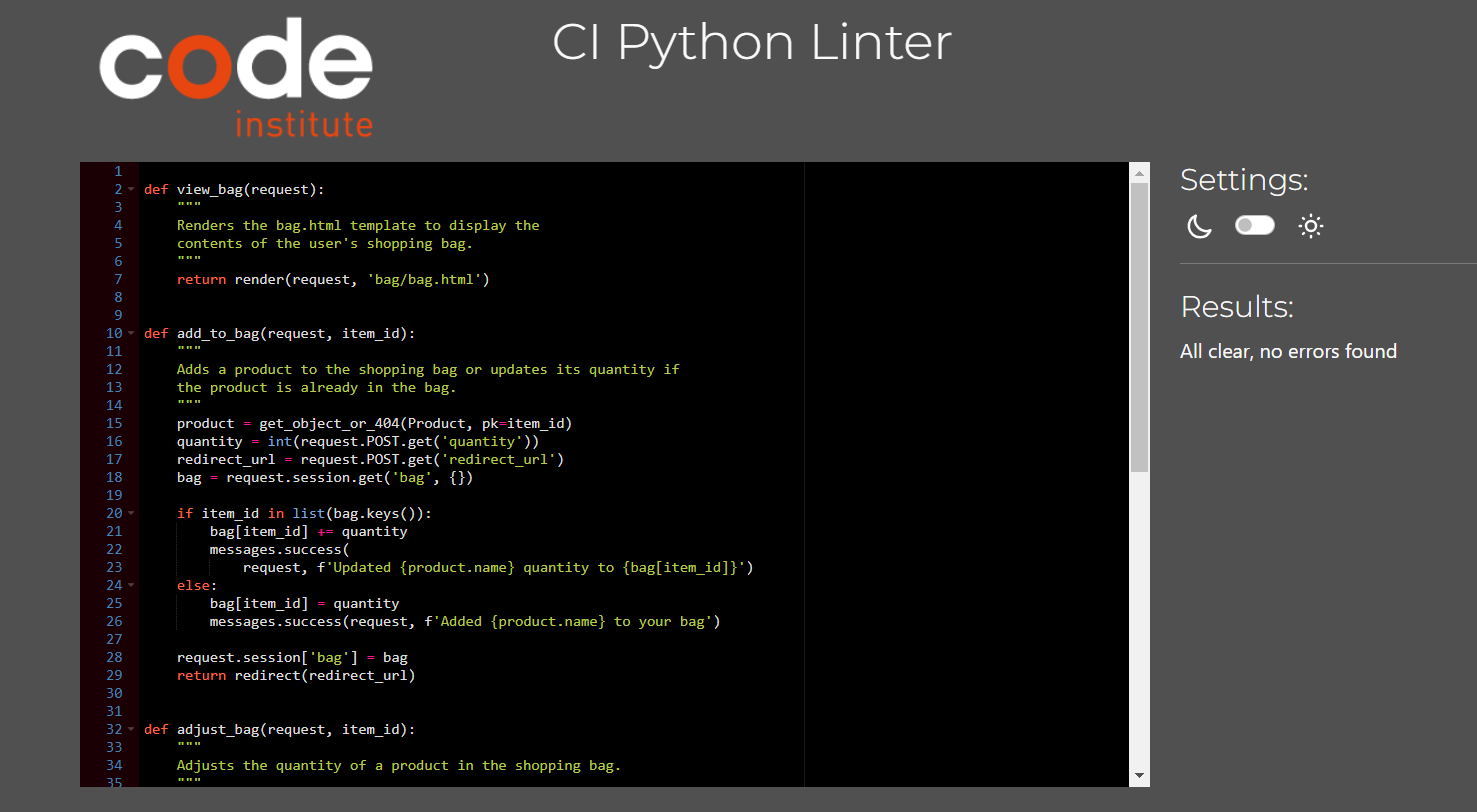 code
institute
CI Python Linter
1
2 def view_bag(request):
3     """
4     Renders the bag.html template to display the
5     contents of the user's shopping bag.
6     """
7     return render(request, 'bag/bag.html')
8
9
10 def add_to_bag(request, item_id):
11     """
12     Adds a product to the shopping bag or updates its quantity if
13     the product is already in the bag.
14     """
15     product = get_object_or_404(Product, pk=item_id)
16     quantity = int(request.POST.get('quantity'))
17     redirect_url = request.POST.get('redirect_url')
18     bag = request.session.get('bag', {})
19
20     if item_id in list(bag.keys()):
21         bag[item_id] += quantity
22         messages.success(
23             request, f'Updated {product.name} quantity to {bag[item_id]}')
24     else:
25         bag[item_id] = quantity
26         messages.success(request, f'Added {product.name} to your bag')
27
28     request.session['bag'] = bag
29     return redirect(redirect_url)
30
31
32 def adjust_bag(request, item_id):
33     """
34     Adjusts the quantity of a product in the shopping bag.
35     """
Settings:
Results:
All clear, no errors found